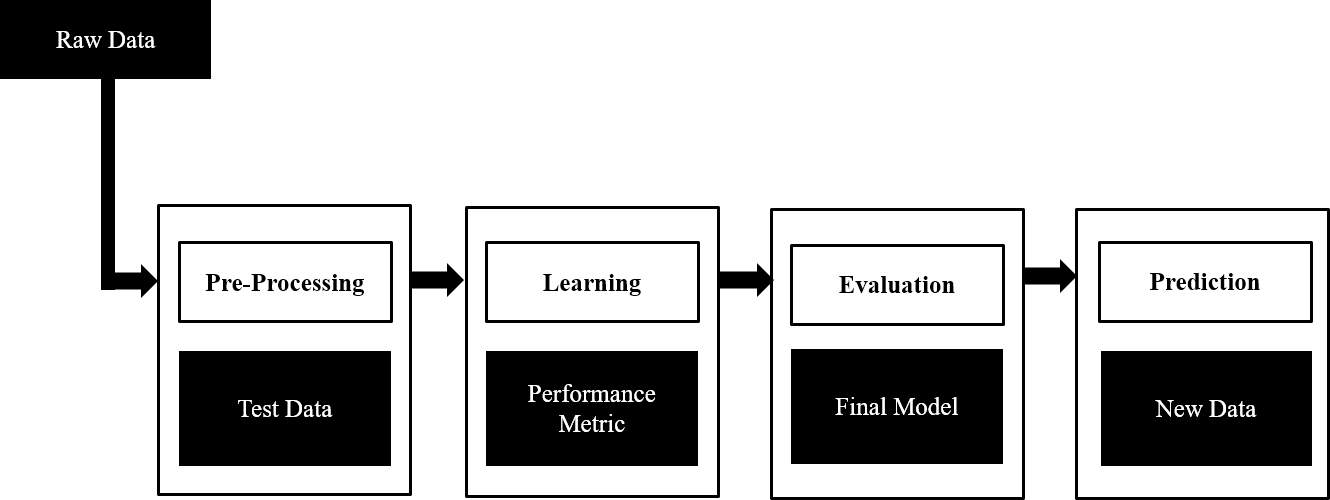 Raw Data
Pre-Processing
Test Data
Learning
Performance
Metric
Evaluation
Final Model
Prediction
New Data